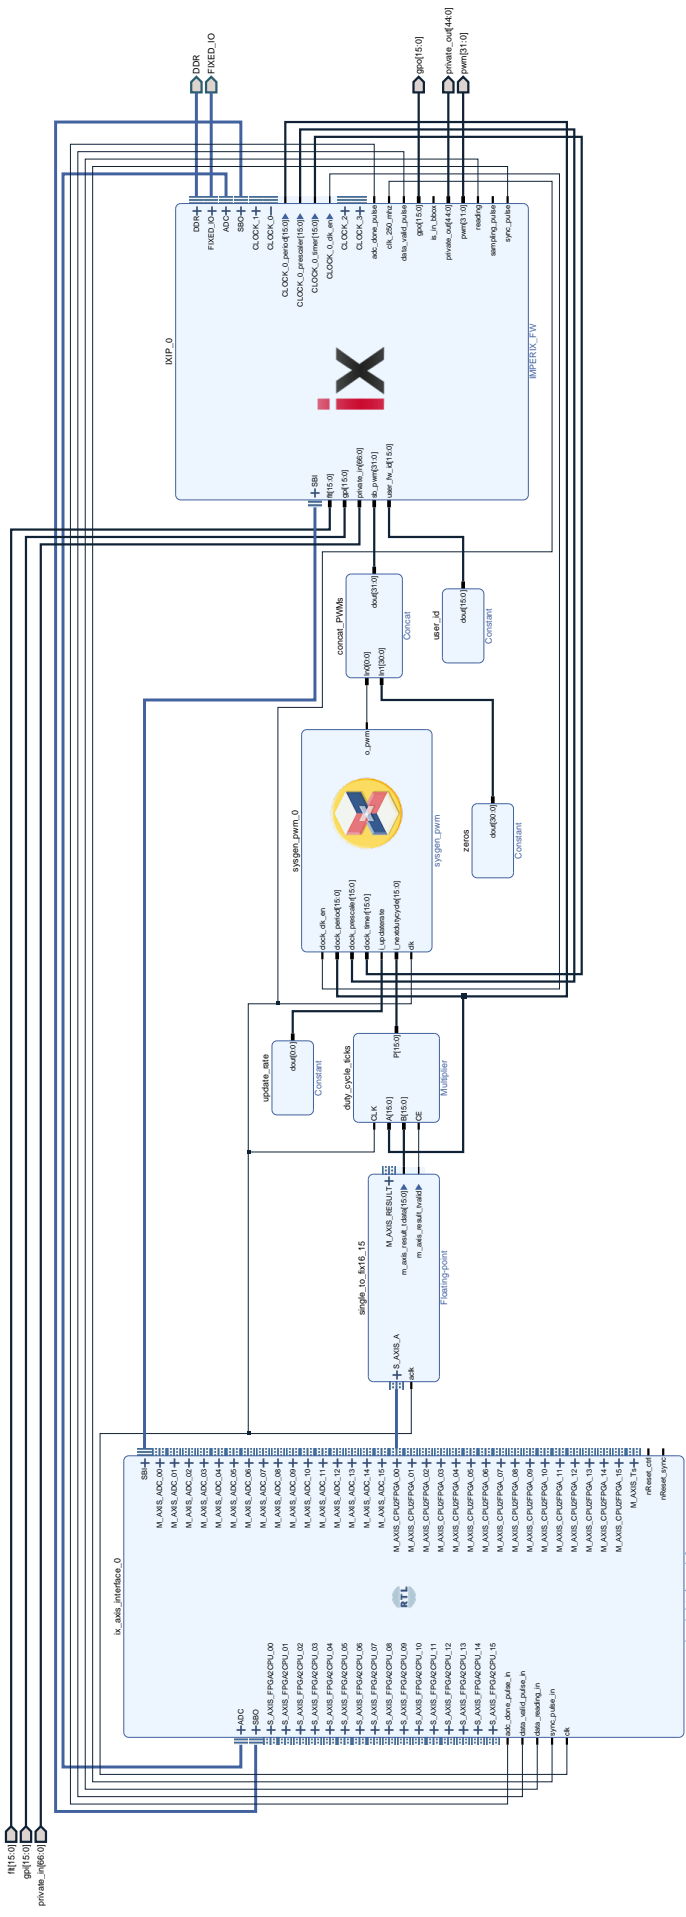 flt[15:0]
gpi[15:0]
private_in[66:0]
ix_axis_interface_0
ADC
SBO
S_AXIS_FPGA2CPU_00
S_AXIS_FPGA2CPU_01
S_AXIS_FPGA2CPU_02
S_AXIS_FPGA2CPU_03
S_AXIS_FPGA2CPU_04
S_AXIS_FPGA2CPU_05
S_AXIS_FPGA2CPU_06
S_AXIS_FPGA2CPU_07
S_AXIS_FPGA2CPU_08
S_AXIS_FPGA2CPU_09
S_AXIS_FPGA2CPU_10
S_AXIS_FPGA2CPU_11
S_AXIS_FPGA2CPU_12
S_AXIS_FPGA2CPU_13
S_AXIS_FPGA2CPU_14
S_AXIS_FPGA2CPU_15
adc_done_pulse_in
data_valid_pulse_in
data_reading_in
sync_pulse_in
clk
RTL
SBI
M_AXIS_ADC_00
M_AXIS_ADC_01
M_AXIS_ADC_02
M_AXIS_ADC_03
M_AXIS_ADC_04
M_AXIS_ADC_05
M_AXIS_ADC_06
M_AXIS_ADC_07
M_AXIS_ADC_08
M_AXIS_ADC_09
M_AXIS_ADC_10
M_AXIS_ADC_11
M_AXIS_ADC_12
M_AXIS_ADC_13
M_AXIS_ADC_14
M_AXIS_ADC_15
M_AXIS_CPU2FPGA_00
M_AXIS_CPU2FPGA_01
M_AXIS_CPU2FPGA_02
M_AXIS_CPU2FPGA_03
M_AXIS_CPU2FPGA_04
M_AXIS_CPU2FPGA_05
M_AXIS_CPU2FPGA_06
M_AXIS_CPU2FPGA_07
M_AXIS_CPU2FPGA_08
M_AXIS_CPU2FPGA_09
M_AXIS_CPU2FPGA_10
M_AXIS_CPU2FPGA_11
M_AXIS_CPU2FPGA_12
M_AXIS_CPU2FPGA_13
M_AXIS_CPU2FPGA_14
M_AXIS_CPU2FPGA_15
M_AXIS_Ts
nReset_ctrl
nReset_sync
single_to_fix16_15
S_AXIS_A
aclk
M_AXIS_RESULT
m_axis_result_tdata[15:0]
m_axis_result_tvalid
Floating-point
update_rate
dout[0:0]
Constant
duty_cycle_ticks
CLK
A[15:0]
B[15:0]
CE
P[15:0]
Multiplier
sysgen_pwm_0
clock_clk_en
clock_period[15:0]
clock_prescaler[15:0]
clock_timer[15:0]
i_updaterate
i_nextdutycycle[15:0]
clk
o_pwm
sysgen_pwm
zeros
dout[30:0]
Constant
concat_PWMs
In0[0:0]
In1[30:0]
dout[31:0]
Concat
user_id
dout[15:0]
Constant
IXIP_0
SBI
flt[15:0]
gpi[15:0]
private_in[66:0]
sb_pwm[31:0]
user_fw_id[15:0]
ix
DDR
FIXED_IO
ADC
SBO
CLOCK_1
CLOCK_0
CLOCK_0_period[15:0]
CLOCK_0_prescaler[15:0]
CLOCK_0_timer[15:0]
CLOCK_0_clk_en
CLOCK_2
CLOCK_3
adc_done_pulse
clk_250_mhz
data_valid_pulse
gpo[15:0]
is_in_bbox
private_out[44:0]
pwm[31:0]
reading
sampling_pulse
sync_pulse
IMPERIX_FW
DDR
FIXED_IO
gpo[15:0]
private_out[44:0]
pwm[31:0]